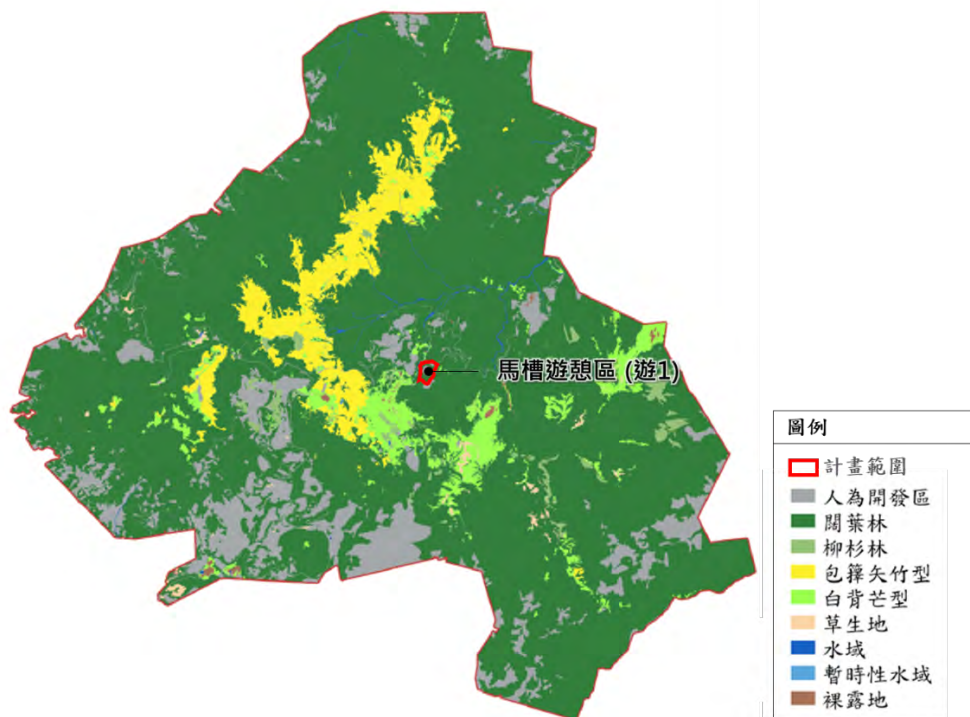 馬槽遊憩區 (遊1)
圖例
計畫範圍
人為開發區
闊葉林
柳杉林
包籜矢竹型
白背芒型
草生地
水域
暫時性水域
裸露地